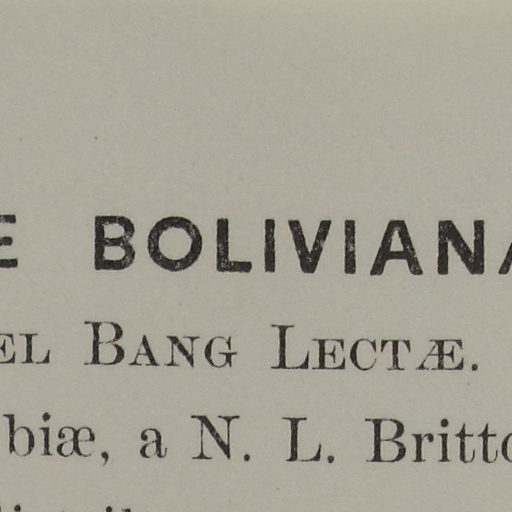 E BOLIVIANA
EL BANG LECTÆ.
biæ, a N. L. Britto